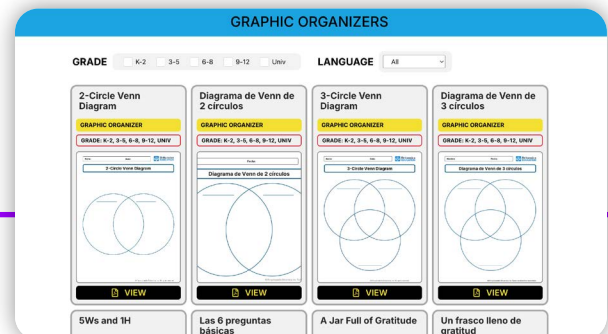 GRAPHIC ORGANIZERS
GRADE K-2 3-5 6-8 9-12 Univ LANGUAGE All
2-Circle Venn
Diagram
GRAPHIC ORGANIZER
GRADE: K-2, 3-5, 6-8, 9-12, UNIV
2-Circle Venn Diagram
VIEW
Diagrama de Venn de
2 círculos
GRAPHIC ORGANIZER
GRADE: K-2, 3-5, 6-8, 9-12, UNIV
Fecha
Diagrama de Venn de 2 círculos
VIEW
3-Circle Venn
Diagram
GRAPHIC ORGANIZER
GRADE: K-2, 3-5, 6-8, 9-12, UNIV
3-Circle Venn Diagram
VIEW
Diagrama de Venn de
3 círculos
GRAPHIC ORGANIZER
GRADE: K-2, 3-5, 6-8, 9-12, UNIV
Diagrama de Venn de 3 círculos
VIEW
5Ws and 1H
Las 6 preguntas
básicas
A Jar Full of Gratitude
Un frasco lleno de
gratitud